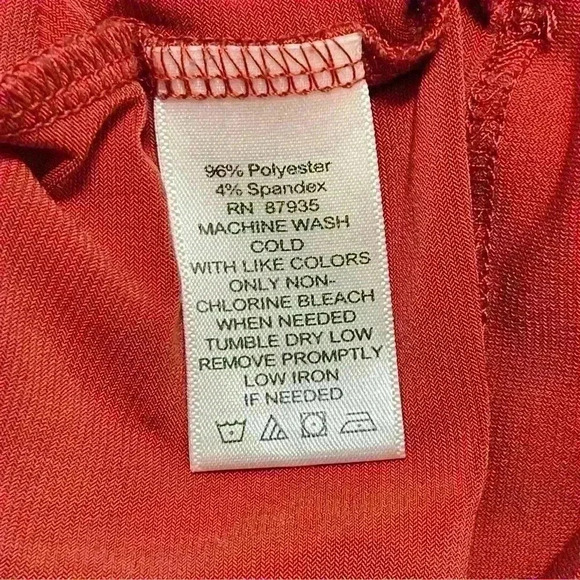 96% Polyester
4% Spandex
RN 87935
MACHINE WASH
COLD
WITH LIKE COLORS
ONLY NON-
CHLORINE BLEACH
WHEN NEEDED
TUMBLE DRY LOW
REMOVE PROMPTLY
LOW IRON
IF NEEDED